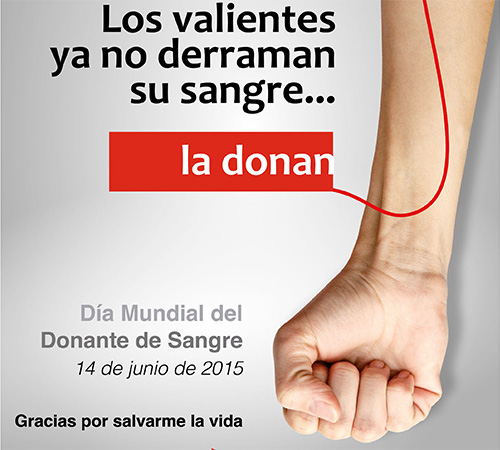 Los valientes
ya no derraman
su sangre...
la donan
Día Mundial del
Donante de Sangre
14 de junio de 2015
Gracias por salvarme la vida